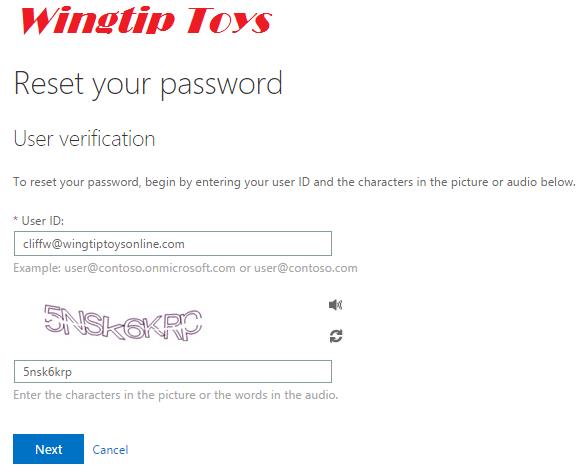 Wingtip Toys
Reset your password
User verification
To reset your password, begin by entering your user ID and the characters in the picture or audio below.
* User ID:
cliffw@wingtiptoysonline.com
Example: user@contoso.onmicrosoft.com or user@contoso.com
5NSk6KRP
5nsk6krp
Enter the characters in the picture or the words in the audio.
Next Cancel